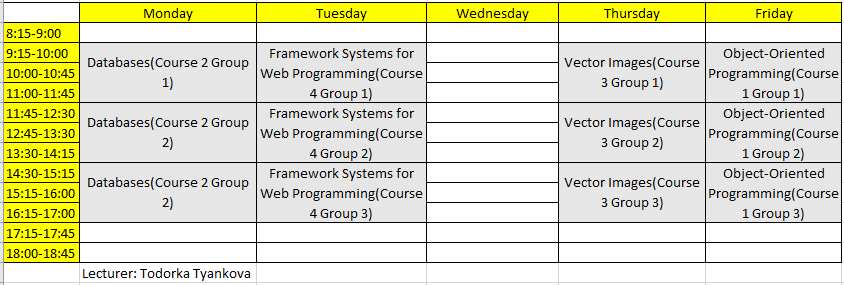 Monday Tuesday Wednesday Thursday Friday
8:15-9:00
9:15-10:00
10:00-10:45
11:00-11:45
Databases(Course 2 Group
1)
Framework Systems for
Web Programming(Course
4 Group 1)
Vector Images(Course
3 Group 1)
Object-Oriented
Programming(Course
1 Group 1)
11:45-12:30
12:45-13:30
13:30-14:15
Databases(Course 2 Group
2)
Framework Systems for
Web Programming(Course
4 Group 2)
Vector Images(Course
3 Group 2)
Object-Oriented
Programming(Course
1 Group 2)
14:30-15:15
15:15-16:00
16:15-17:00
Databases(Course 2 Group
2)
Framework Systems for
Web Programming(Course
4 Group 3)
Vector Images(Course
3 Group 3)
Object-Oriented
Programming(Course
1 Group 3)
17:15-17:45
18:00-18:45
Lecturer: Todorka Tyankova